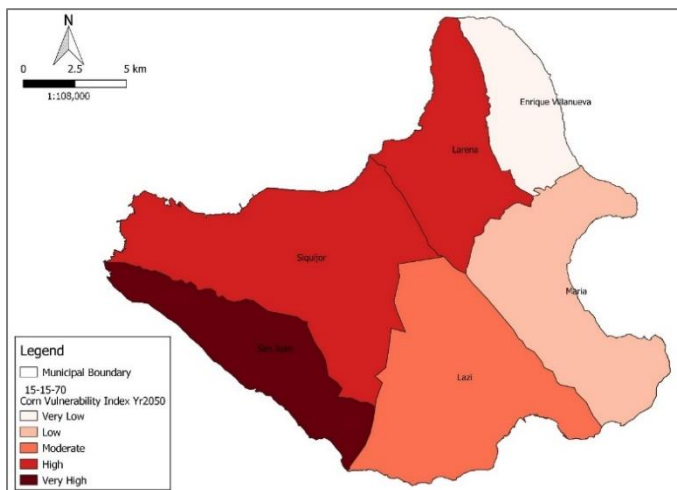 N
0 2.5 5 km
1:108,000
Enrique Villanueva
Larena
Siquijor
Maria
San Juan
Lazi
Legend
Municipal Boundary
15-15-70
Corn Vulnerability Index Yr2050
Very Low
Low
Moderate
High
Very High